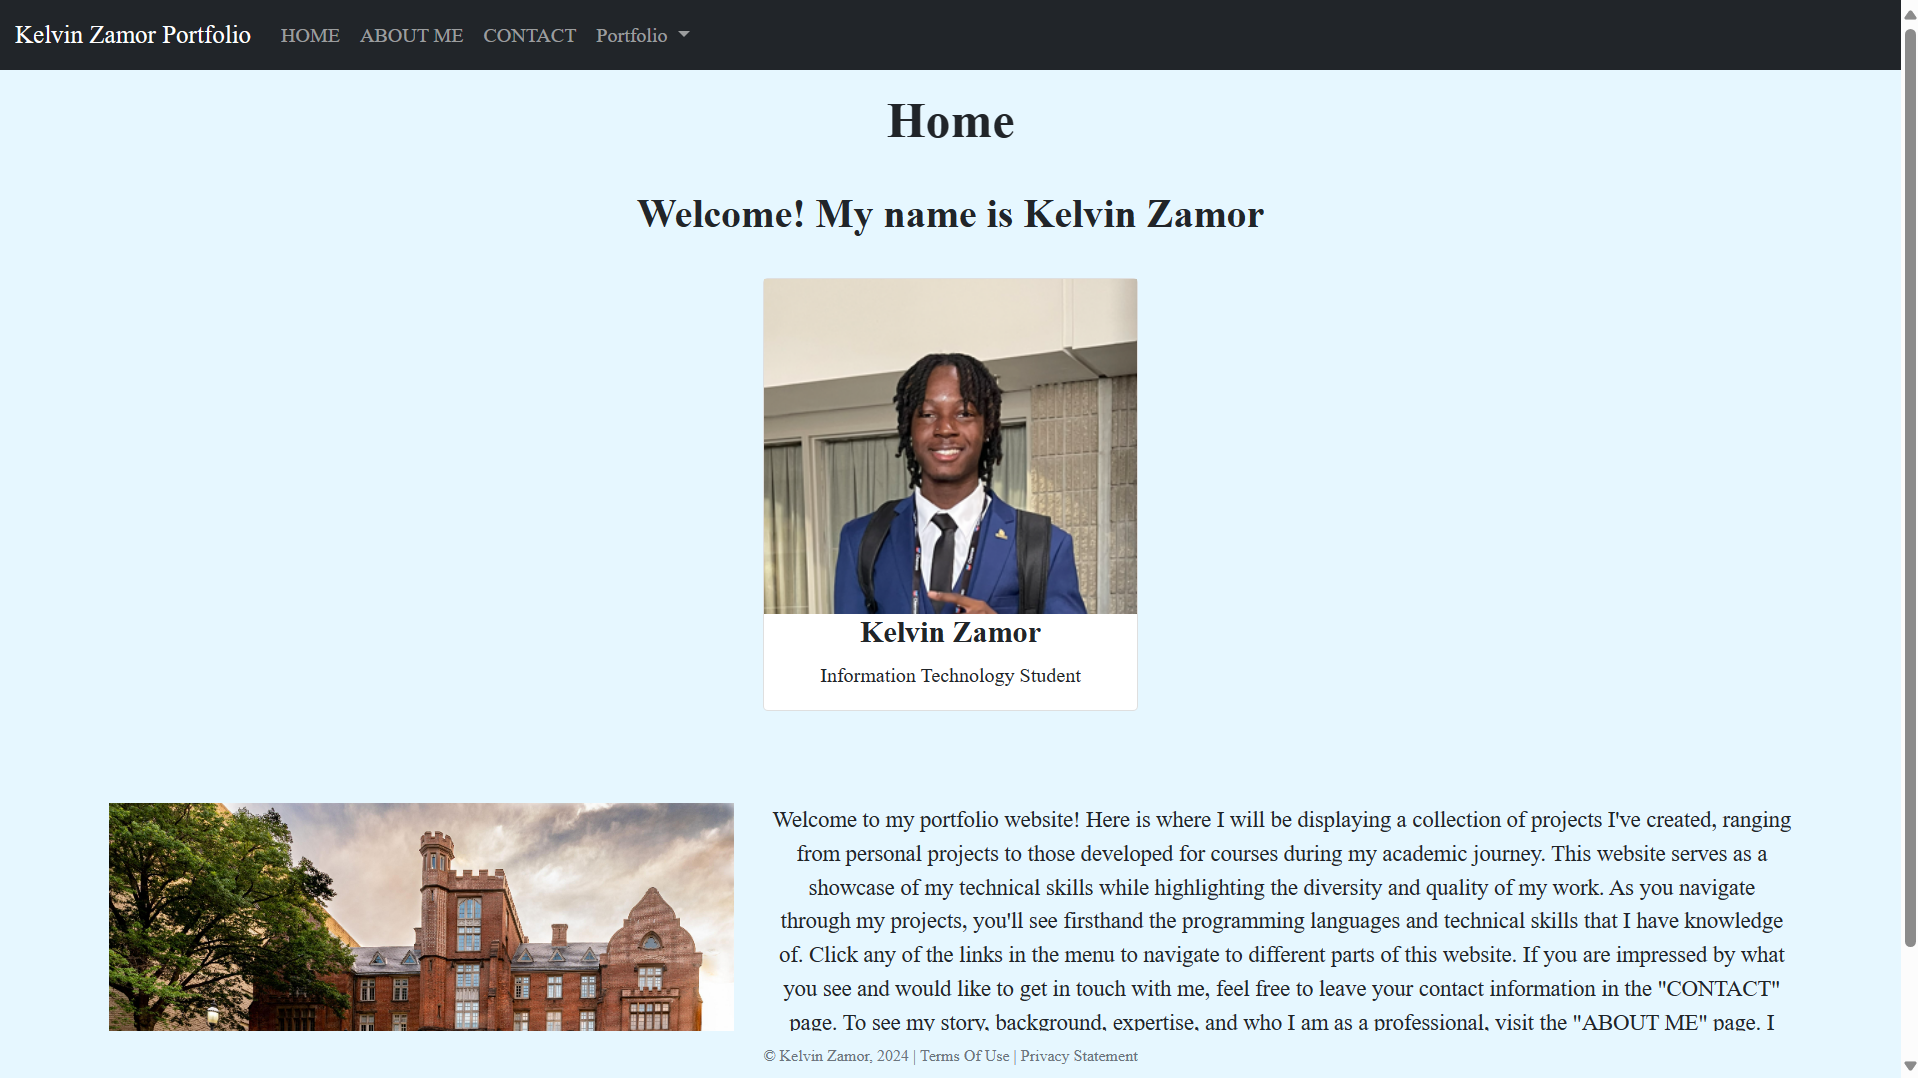 Kelvin Zamor Portfolio HOME ABOUT ME CONTACT Portfolio
Home
Welcome! My name is Kelvin Zamor
Kelvin Zamor
Information Technology Student
Welcome to my portfolio website! Here is where I will be displaying a collection of projects I've created, ranging
from personal projects to those developed for courses during my academic journey. This website serves as a
showcase of my technical skills while highlighting the diversity and quality of my work. As you navigate
through my projects, you'll see firsthand the programming languages and technical skills that I have knowledge
of. Click any of the links in the menu to navigate to different parts of this website. If you are impressed by what
you see and would like to get in touch with me, feel free to leave your contact information in the "CONTACT"
page. To see my story, background, expertise, and who I am as a professional, visit the "ABOUT ME" page. I
© Kelvin Zamor, 2024 | Terms Of Use | Privacy Statement